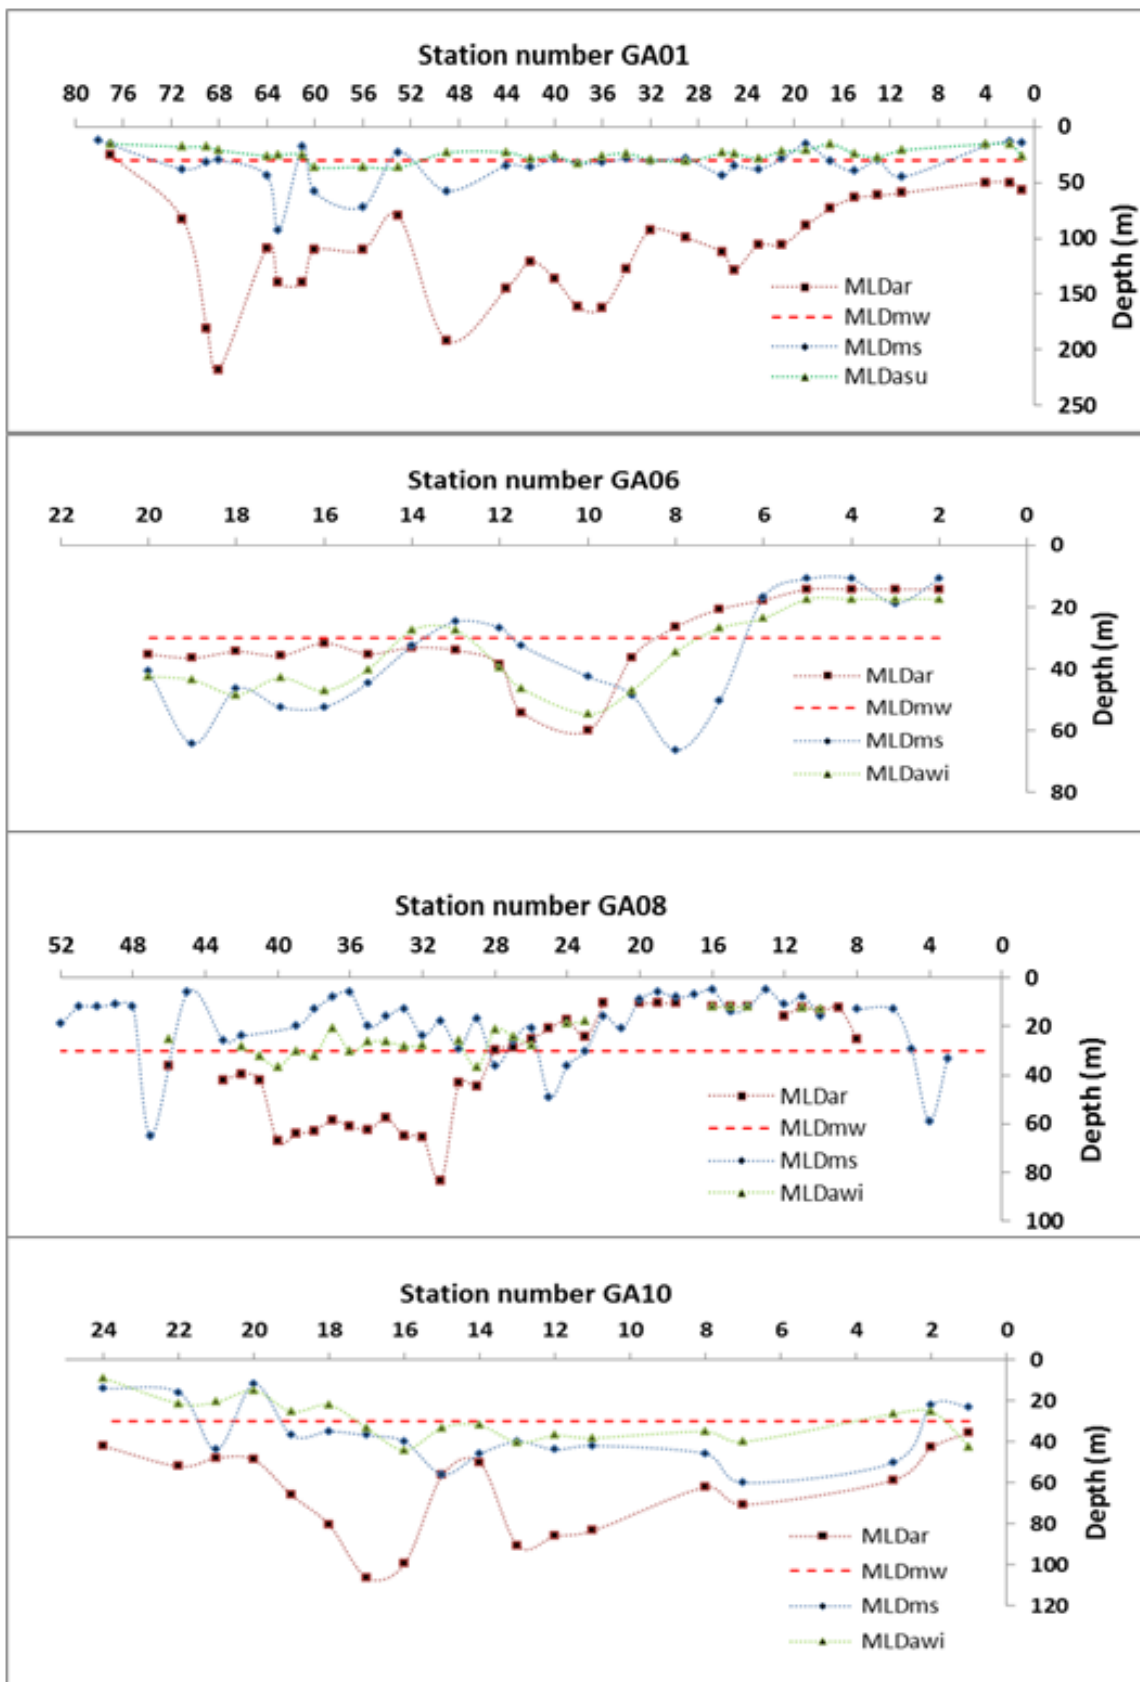 Station number GA01
80 76 72 68 64 60 56 52 48 44 40 36 32 28 24 20 16 12 8 4 0
0
50
100
150
200
250
Depth (m)
MLDar
MLDmw
MLDms
MLDasu
Station number GA06
22 20 18 16 14 12 10 8 6 4 2 0
0
20
40
60
80
Depth (m)
MLDar
MLDmw
MLDms
MLDawi
Station number GA08
52 48 44 40 36 32 28 24 20 16 12 8 4 0
0
20
40
60
80
100
Depth (m)
MLDar
MLDmw
MLDms
MLDawi
Station number GA10
24 22 20 18 16 14 12 10 8 6 4 2 0
0
20
40
60
80
100
120
Depth (m)
MLDar
MLDmw
MLDms
MLDawi